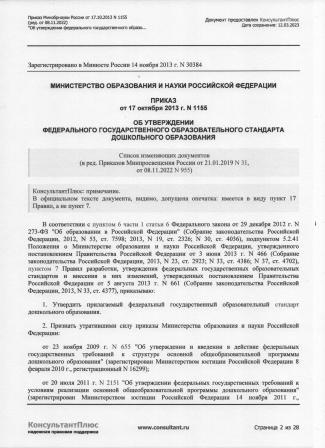 Приказ Минобрнауки России от 17.10.2013 N 1155
(ред. от 08.11.2022)
"Об утверждении федерального государственного образо...
Документ предоставлен КонсультантПлюс
Дата сохранения: 12.03.2023
Зарегистрировано в Минюсте России 14 ноября 2013 г. N 30384
МИНИСТЕРСТВО ОБРАЗОВАНИЯ И НАУКИ РОССИЙСКОЙ ФЕДЕРАЦИИ
ПРИКАЗ
от 17 октября 2013 г. N 1155
ОБ УТВЕРЖДЕНИИ
ФЕДЕРАЛЬНОГО ГОСУДАРСТВЕННОГО ОБРАЗОВАТЕЛЬНОГО СТАНДАРТА
ДОШКОЛЬНОГО ОБРАЗОВАНИЯ
Список изменяющих документов
(в ред. Приказов Минпросвещения России от 21.01.2019 N 31,
от 08.11.2022 N 955)
КонсультантПлюс: примечание.
В официальном тексте документа, видимо, допущена опечатка: имеется в виду пункт 17
Правил, а не пункт 7.
В соответствии с пунктом 6 части 1 статьи 6 Федерального закона от 29 декабря 2012 г. N
273-ФЗ "Об образовании в Российской Федерации" (Собрание законодательства Российской
Федерации, 2012, N 53, ст. 7598; 2013, N 19, ст. 2326; N 30, ст. 4036), подпунктом 5.2.41
Положения о Министерстве образования и науки Российской Федерации, утвержденного
постановлением Правительства Российской Федерации от 3 июня 2013 г. N 466 (Собрание
законодательства Российской Федерации, 2013, N 23, ст. 2923; N 33, ст. 4386; N 37, ст. 4702),
пунктом 7 Правил разработки, утверждения федеральных государственных образовательных
стандартов и внесения в них изменений, утвержденных постановлением Правительства
Российской Федерации от 5 августа 2013 г. N 661 (Собрание законодательства Российской
Федерации, 2013, N 33, ст. 4377), приказываю:
1. Утвердить прилагаемый федеральный государственный образовательный стандарт
дошкольного образования.
2. Признать утратившими силу приказы Министерства образования и науки Российской
Федерации:
от 23 ноября 2009 г. N 655 "Об утверждении и введении в действие федеральных
государственных требований к структуре основной общеобразовательной программы
дошкольного образования" (зарегистрирован Министерством юстиции Российской Федерации 8
февраля 2010 г., регистрационный N 16299);
от 20 июля 2011 г. N 2151 "Об утверждении федеральных государственных требований к
условиям реализации основной общеобразовательной программы дошкольного образования"
(зарегистрирован Министерством юстиции Российской Федерации 14 ноября 2011 г.,
КонсультантПлюс
надежная правовая поддержка
www.consultant.ru
Страница 2 из 28